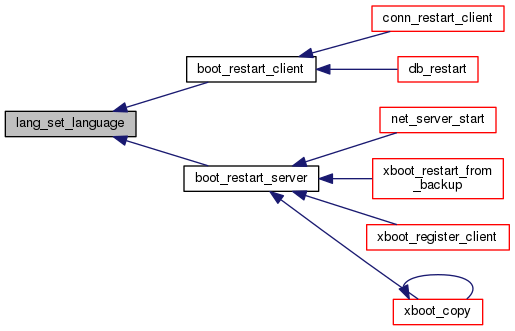 conn_restart_client
boot_restart_client
db_restart
lang_set_language
net_server_start
boot_restart_server
xboot_restart_from
_backup
xboot_register_client
xboot_copy